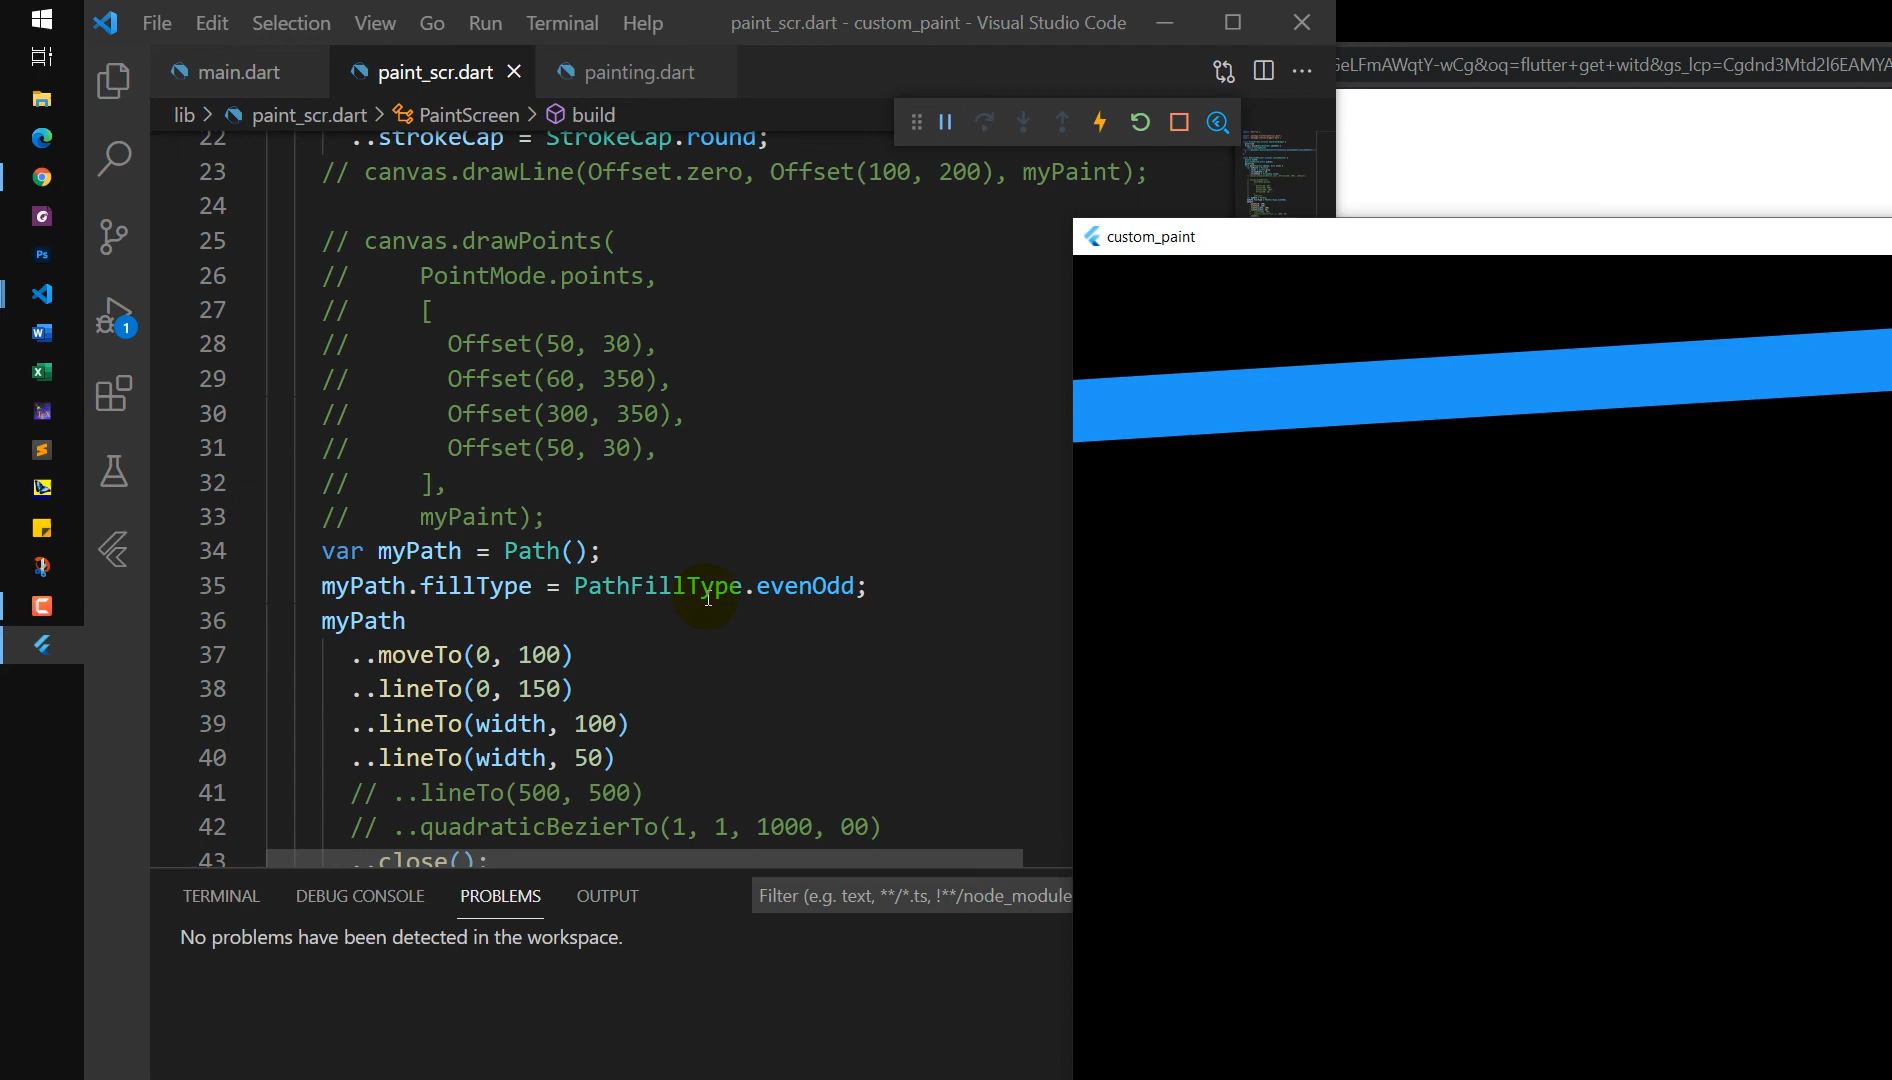 File Edit Selection View Go Run Terminal Help paint_scr.dart - custom_paint - Visual Studio Code
main.dart paint_scr.dart painting.dart
lib > paint_scr.dart > PaintScreen > build
22 ..strokeCap = StrokeCap.round;
23 // canvas.drawLine(Offset.zero, Offset(100, 200), myPaint);
24
25 // canvas.drawPoints(
26 // PointMode.points,
27 // [
28 // Offset(50, 30),
29 // Offset(60, 350),
30 // Offset(300, 350),
31 // Offset(50, 30),
32 // ],
33 // myPaint);
34 var myPath = Path();
35 myPath.fillType = PathFillType.evenOdd;
36 myPath
37 ..moveTo(0, 100)
38 ..lineTo(0, 150)
39 ..lineTo(width, 100)
40 ..lineTo(width, 50)
41 // ..lineTo(500, 500)
42 // ..quadraticBezierTo(1, 1, 1000, 00)
43 ..close();
1
TERMINAL DEBUG CONSOLE PROBLEMS OUTPUT Filter (e.g. text, **/*.ts, !**/node_module
No problems have been detected in the workspace.
eLFmAWqtY-wCg&oq=flutter+get+witd&gs_lcp=Cgdnd3Mtd2l6EAMYA
custom_paint
Ps